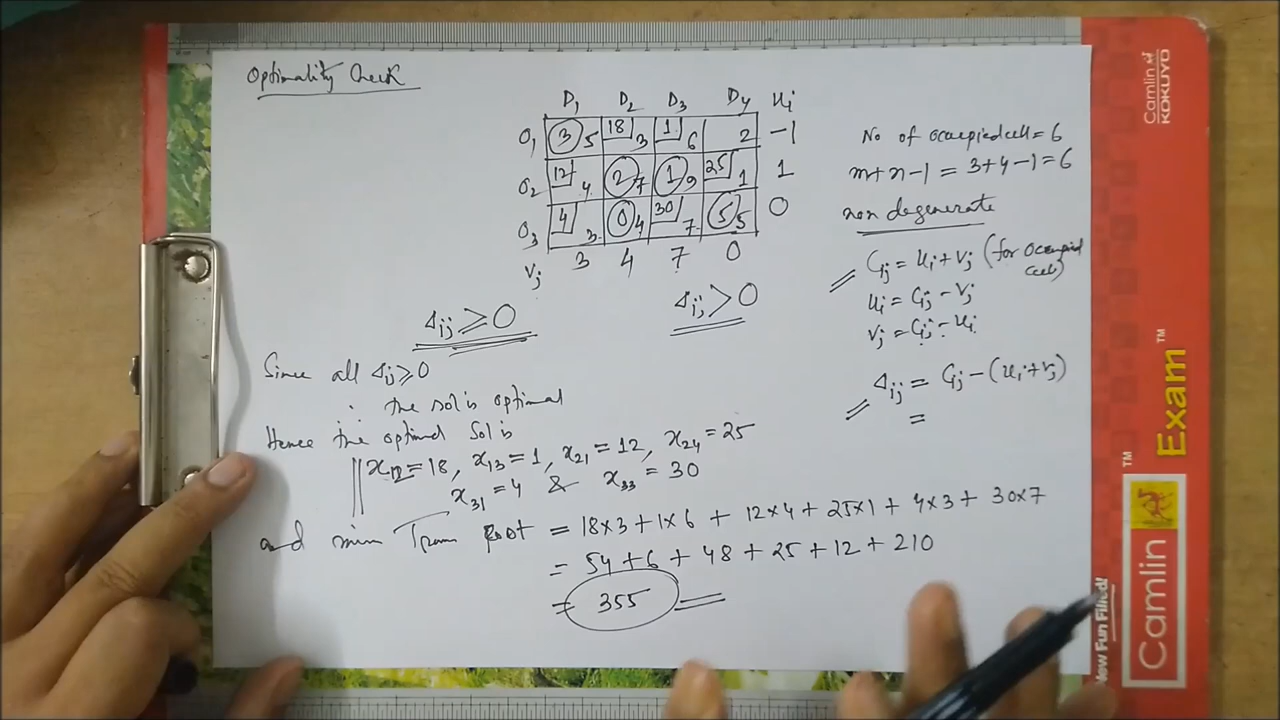 Optimality Check
D1 D2 D3 D4 ui
O1 3 5 18 3 1 6 2 -1
O2 12 4 2 7 1 9 25 1 1
O3 4 3 0 4 30 7 5 5 0
vj 3 4 7 0
No of occupied cell = 6
m+n-1 = 3+4-1 = 6
non degenerate
Cij = ui + vj (for occupied cell)
ui = Cij - vj
vj = Cij - ui
Δij = Cij - (ui + vj)
=
Δij ≥ 0 Δij > 0
Since all Δij ≥ 0
∴ the sol is optimal
Hence the optimal Sol is
x12 = 18, x13 = 1, x21 = 12, x24 = 25
x31 = 4 & x33 = 30
and min Tran cost = 18×3 + 1×6 + 12×4 + 25×1 + 4×3 + 30×7
= 54 + 6 + 48 + 25 + 12 + 210
= 355
Camlin
KOKUYO
Exam™
Camlin™
New Fun Filled!